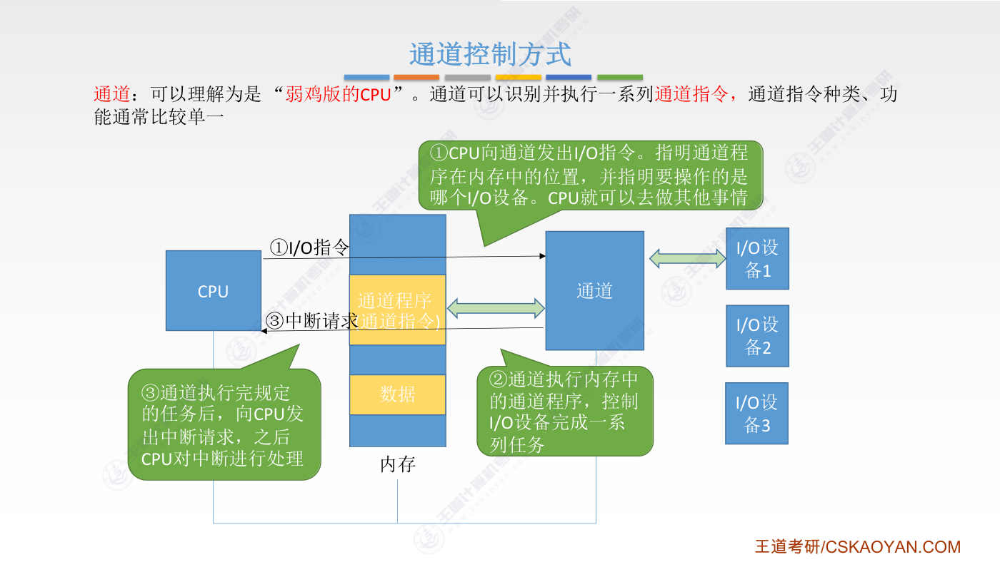 通道控制方式
通道：可以理解为是 “弱鸡版的CPU”。通道可以识别并执行一系列通道指令，通道指令种类、功
能通常比较单一
①CPU向通道发出I/O指令。指明通道程
序在内存中的位置，并指明要操作的是
哪个I/O设备。CPU就可以去做其他事情
①I/O指令
CPU
通道程序
(通道指令)
③中断请求
通道
I/O设
备1
I/O设
备2
I/O设
备3
③通道执行完规定
的任务后，向CPU发
出中断请求，之后
CPU对中断进行处理
数据
②通道执行内存中
的通道程序，控制
I/O设备完成一系
列任务
内存
王道考研/CSKAOYAN.COM